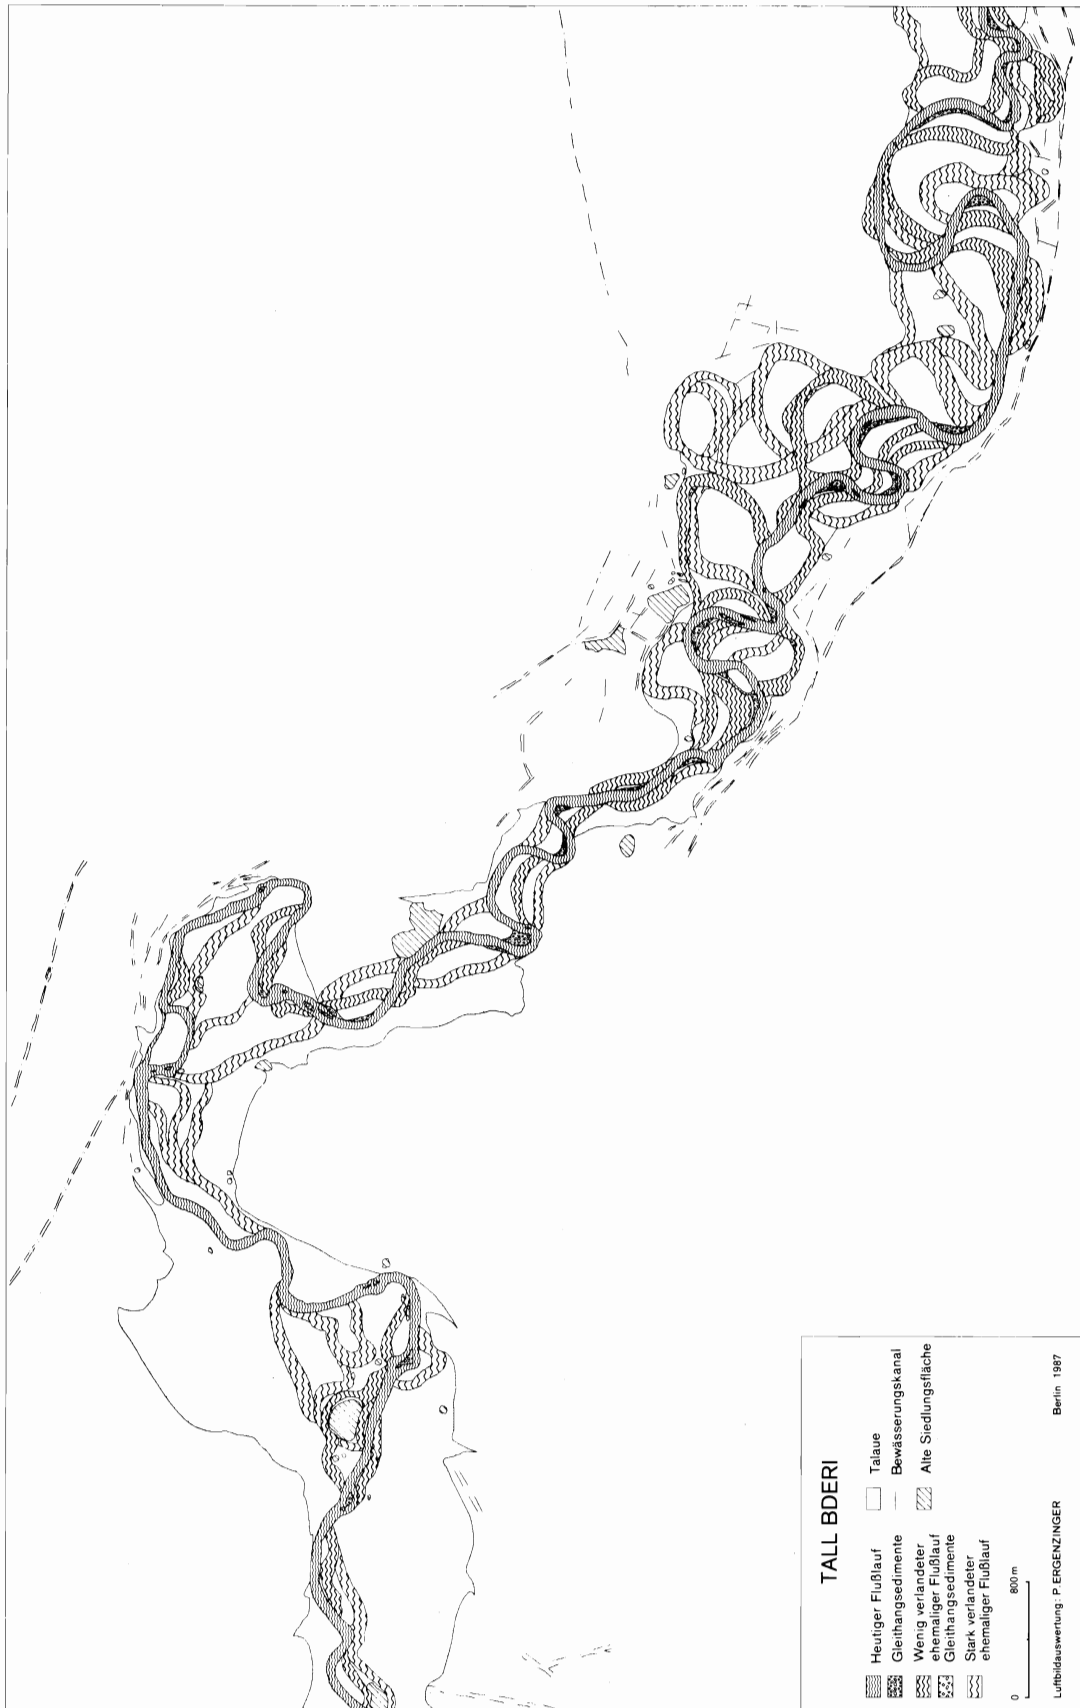 TALL BDERI
Heutiger Flußlauf
Gleithangsedimente
Wenig verlandeter
ehemaliger Flußlauf
Gleithangsedimente
Stark verlandeter
ehemaliger Flußlauf
Talaue
Bewässerungskanal
Alte Siedlungsfläche
0 800 m
Luftbildauswertung: P. ERGENZINGER Berlin 1987